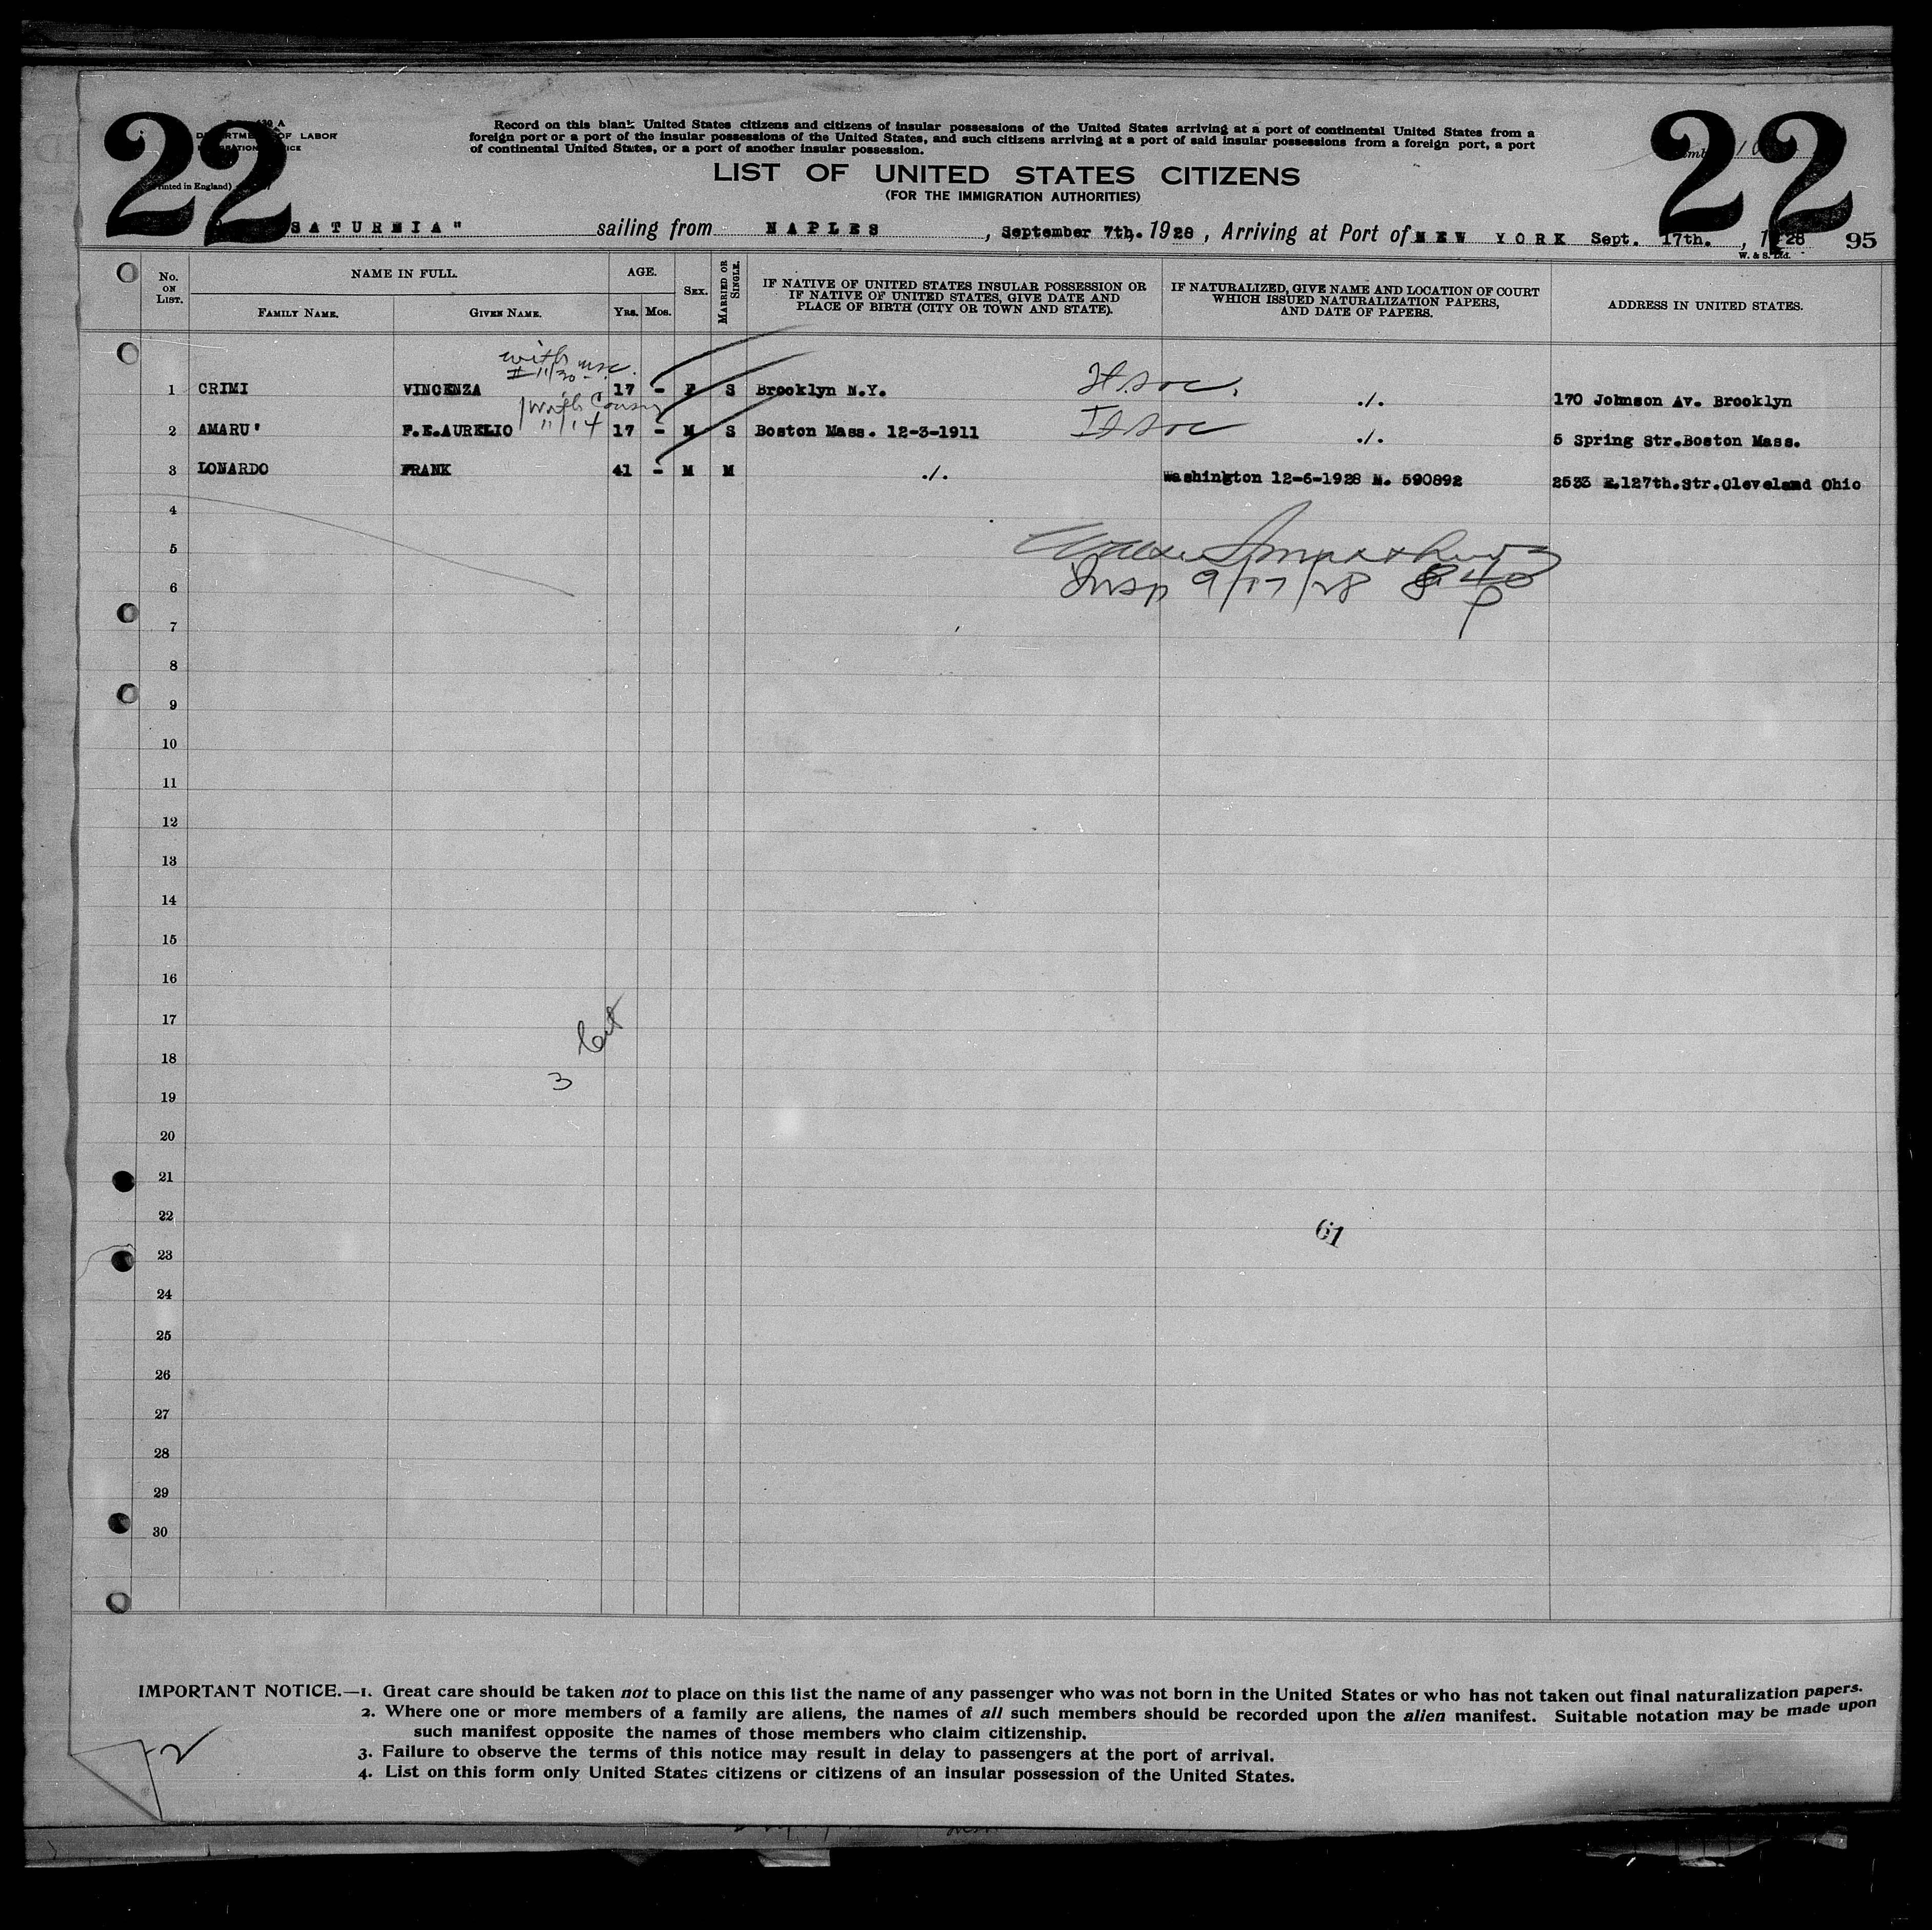 22
DEPARTMENT OF LABOR
Printed in England)
22
Record on this blank United States citizens and citizens of insular possessions of the United States arriving at a port of continental United States from a
foreign port or a port of the insular possessions of the United States, and such citizens arriving at a port of said insular possessions from a foreign port, a port
of continental United States, or a port of another insular possession.
LIST OF UNITED STATES CITIZENS
(FOR THE IMMIGRATION AUTHORITIES)
SATURNIA" sailing from NAPLES, September 7th. 1928, Arriving at Port of NEW YORK Sept. 17th., 1928 95
W. & S. Ltd.
No. ON LIST.
NAME IN FULL.
FAMILY NAME.
GIVEN NAME.
AGE.
YRS. MOS.
SEX.
MARRIED OR SINGLE.
IF NATIVE OF UNITED STATES INSULAR POSSESSION OR
IF NATIVE OF UNITED STATES, GIVE DATE AND
PLACE OF BIRTH (CITY OR TOWN AND STATE).
IF NATURALIZED, GIVE NAME AND LOCATION OF COURT
WHICH ISSUED NATURALIZATION PAPERS,
AND DATE OF PAPERS.
ADDRESS IN UNITED STATES.
with
# 11/30
1 CRIMI VINCENZA 17 - F S Brooklyn N.Y. ./. 170 Johnson Av. Brooklyn
with
11/14
2 AMARU' F.E.AURELIO 17 - M S Boston Mass. 12-3-1911 ./. 5 Spring Str.Boston Mass.
3 LONARDO FRANK 41 - M M ./. Washington 12-6-1928 N. 590892 2533 E.127th.Str.Cleveland Ohio
4
5
Insp 9/17/28
6
7
8
9
10
11
12
13
14
15
16
17
18
3
19
20
21
22
61
23
24
25
26
27
28
29
30
IMPORTANT NOTICE.—1. Great care should be taken not to place on this list the name of any passenger who was not born in the United States or who has not taken out final naturalization papers.
2. Where one or more members of a family are aliens, the names of all such members should be recorded upon the alien manifest. Suitable notation may be made upon
such manifest opposite the names of those members who claim citizenship.
3. Failure to observe the terms of this notice may result in delay to passengers at the port of arrival.
4. List on this form only United States citizens or citizens of an insular possession of the United States.